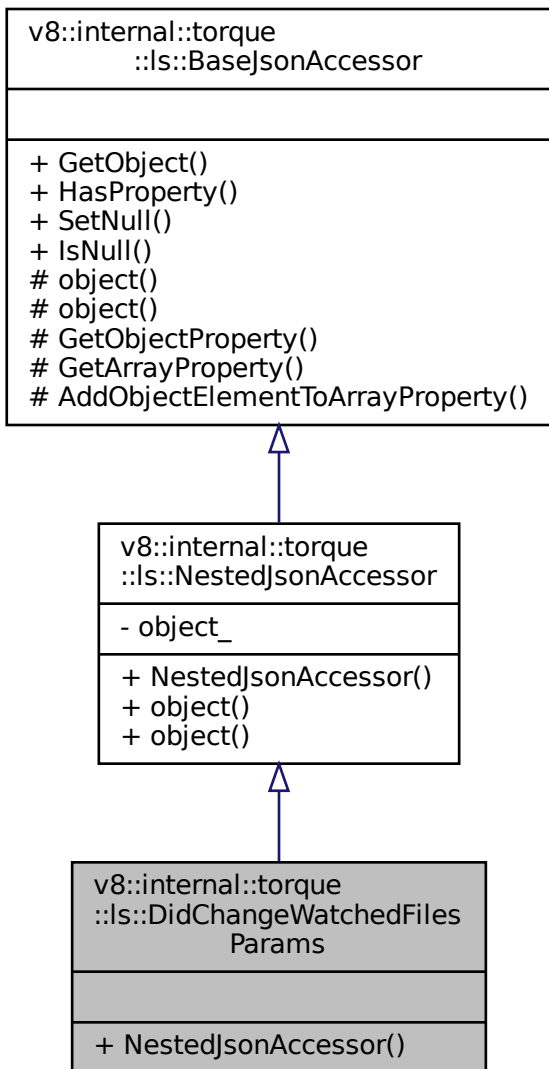 v8::internal::torque
::ls::BaseJsonAccessor
+ GetObject()
+ HasProperty()
+ SetNull()
+ IsNull()
# object()
# object()
# GetObjectProperty()
# GetArrayProperty()
# AddObjectElementToArrayProperty()
v8::internal::torque
::ls::NestedJsonAccessor
- object_
+ NestedJsonAccessor()
+ object()
+ object()
v8::internal::torque
::ls::DidChangeWatchedFiles
Params
+ NestedJsonAccessor()